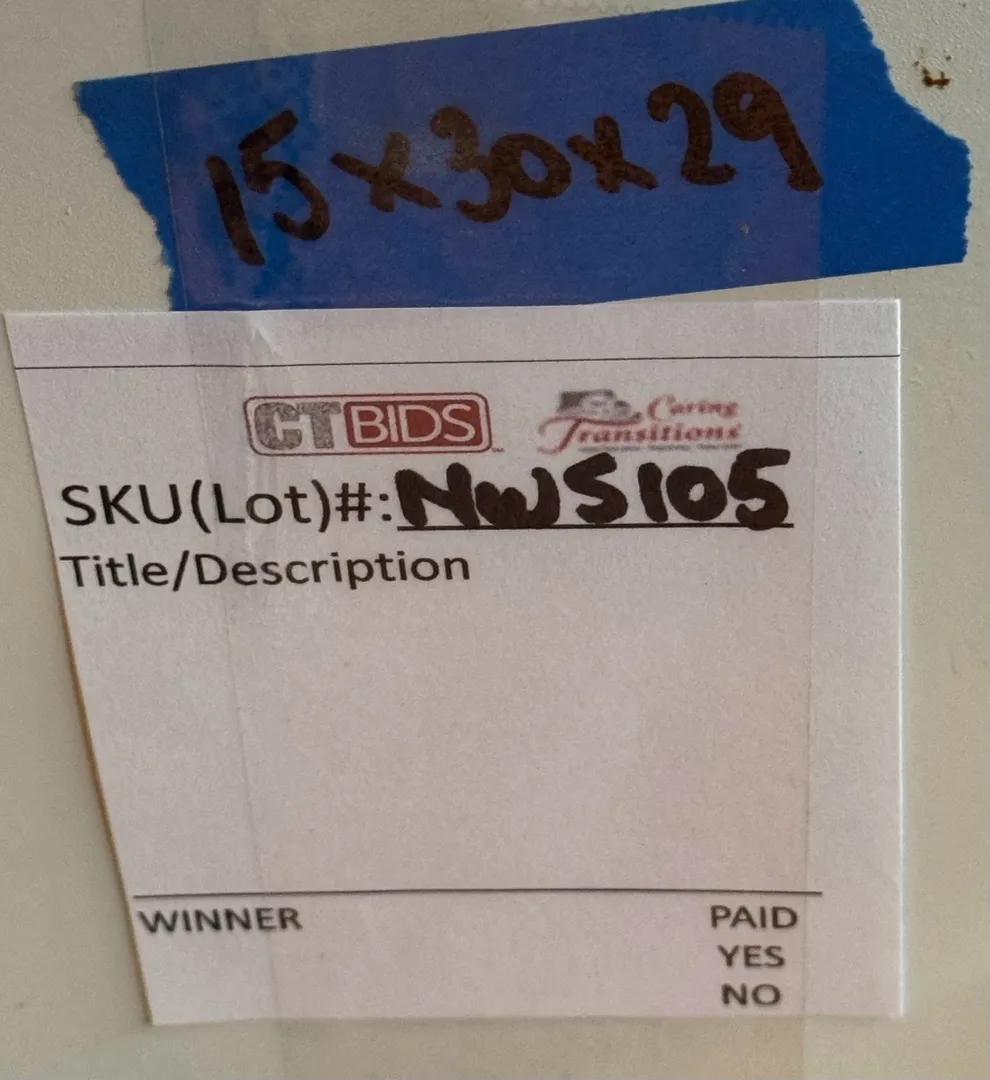 15x30x29
CTBIDS Caring
Transitions
SKU(Lot)#:NWS105
Title/Description
WINNER PAID
YES
NO